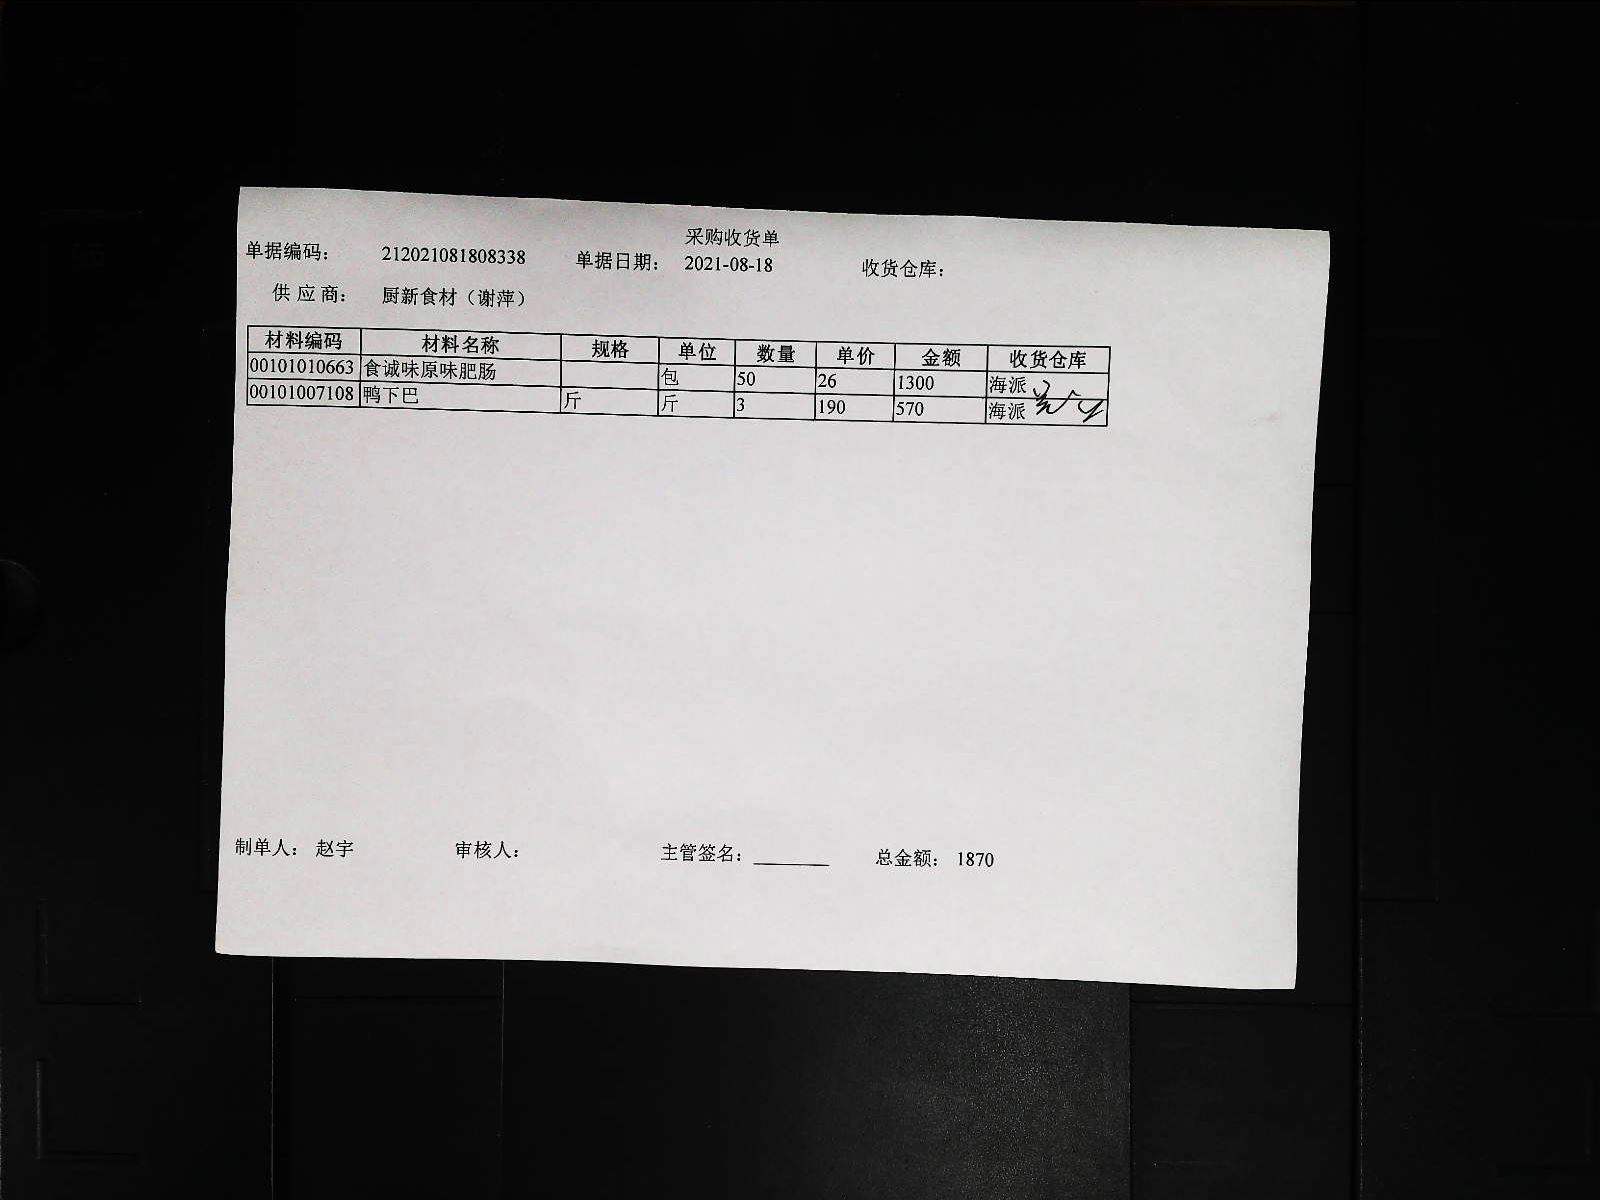 采购收货单
单据编码： 212021081808338 单据日期： 2021-08-18 收货仓库：
供 应 商： 厨新食材（谢萍）
材料编码 材料名称 规格 单位 数量 单价 金额 收货仓库
00101010663 食诚味原味肥肠 包 50 26 1300 海派
00101007108 鸭下巴 斤 斤 3 190 570 海派
制单人： 赵宇 审核人： 主管签名： 总金额： 1870